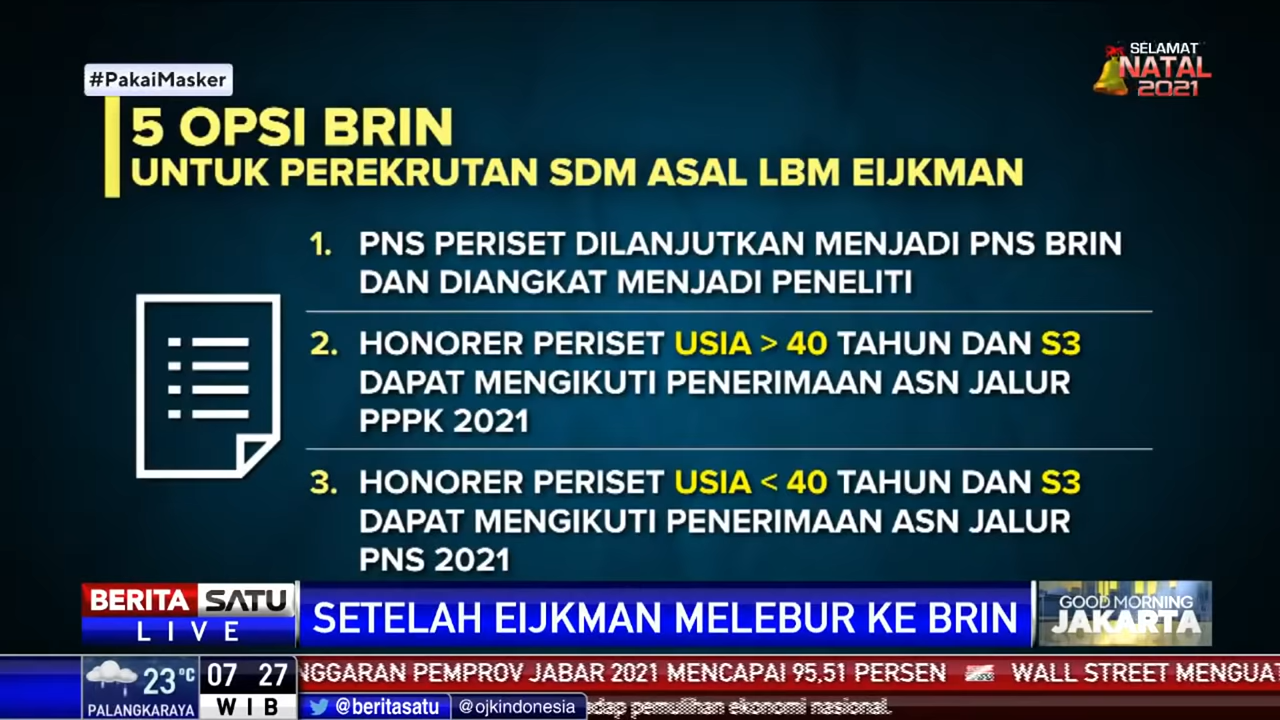 #PakaiMasker
SELAMAT
NATAL
2021
5 OPSI BRIN
UNTUK PEREKRUTAN SDM ASAL LBM EIJKMAN
1. PNS PERISET DILANJUTKAN MENJADI PNS BRIN
DAN DIANGKAT MENJADI PENELITI
2. HONORER PERISET USIA > 40 TAHUN DAN S3
DAPAT MENGIKUTI PENERIMAAN ASN JALUR
PPPK 2021
3. HONORER PERISET USIA < 40 TAHUN DAN S3
DAPAT MENGIKUTI PENERIMAAN ASN JALUR
PNS 2021
BERITA SATU
LIVE
SETELAH EIJKMAN MELEBUR KE BRIN
GOOD MORNING
JAKARTA
23°C
PALANGKARAYA
07 27
WIB
NGGARAN PEMPROV JABAR 2021 MENCAPAI 95,51 PERSEN WALL STREET MENGUAT
@beritasatu @ojkindonesia adap pemulihan ekonomi nasional.